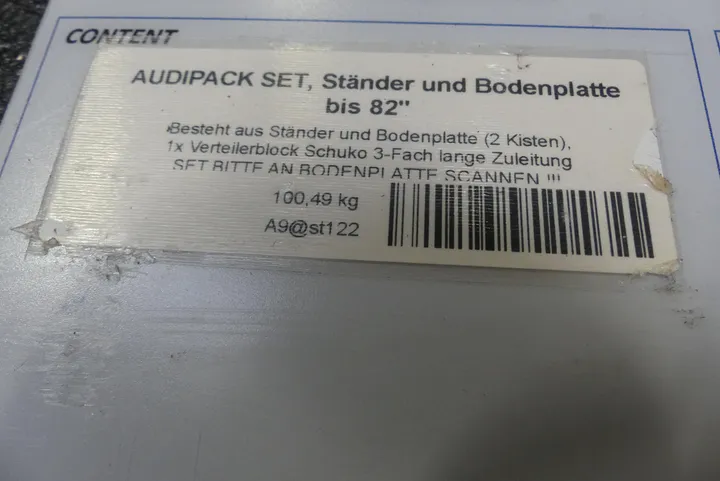 CONTENT
AUDIPACK SET, Ständer und Bodenplatte
bis 82"
Besteht aus Ständer und Bodenplatte (2 Kisten),
1x Verteilerblock Schuko 3-Fach lange Zuleitung
SET BITTE AN BODENPLATTE SCANNEN !!!
100,49 kg
A9@st122